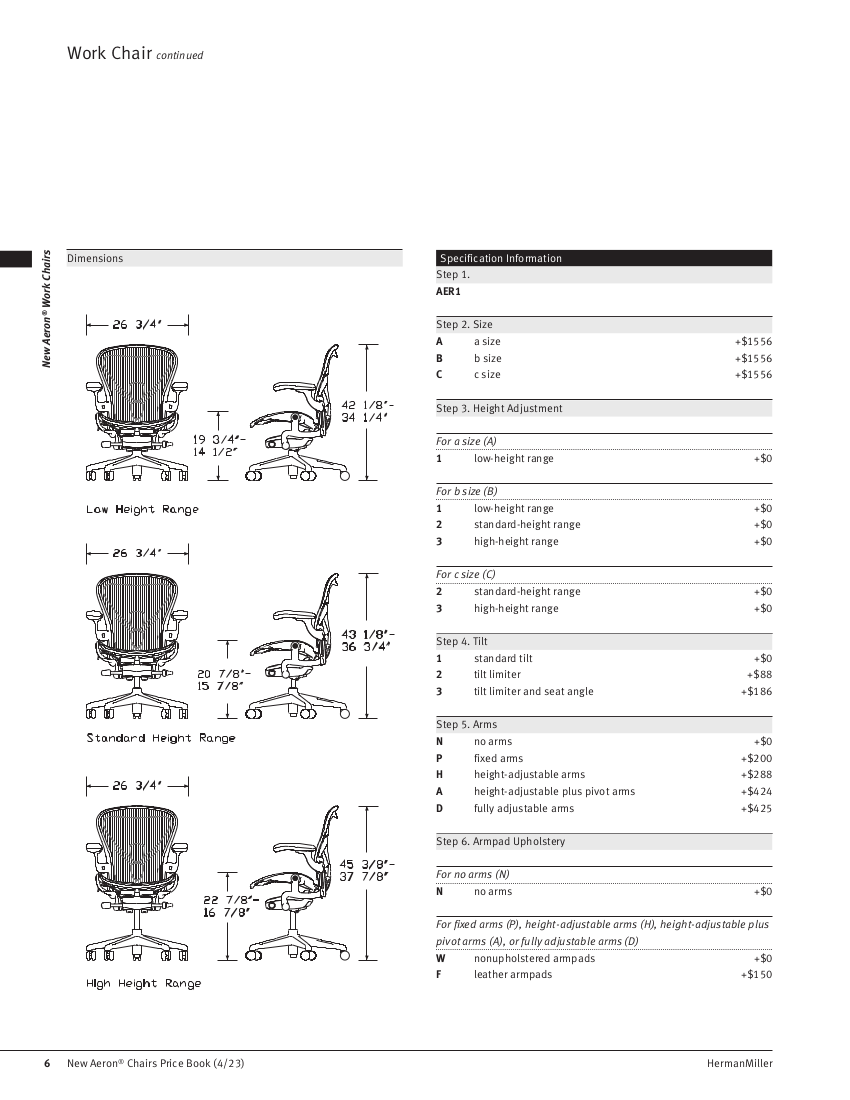 Work Chair continued
New Aeron® Work Chairs
Dimensions
26 3/4"
19 3/4"-
14 1/2"
42 1/8"-
34 1/4"
Low Height Range
26 3/4"
20 7/8"-
15 7/8"
43 1/8"-
36 3/4"
Standard Height Range
26 3/4"
22 7/8"-
16 7/8"
45 3/8"-
37 7/8"
High Height Range
Specification Information
Step 1.
AER1
Step 2. Size
A a size +$1556
B b size +$1556
C c size +$1556
Step 3. Height Adjustment
For a size (A)
1 low-height range +$0
For b size (B)
1 low-height range +$0
2 standard-height range +$0
3 high-height range +$0
For c size (C)
2 standard-height range +$0
3 high-height range +$0
Step 4. Tilt
1 standard tilt +$0
2 tilt limiter +$88
3 tilt limiter and seat angle +$186
Step 5. Arms
N no arms +$0
P fixed arms +$200
H height-adjustable arms +$288
A height-adjustable plus pivot arms +$424
D fully adjustable arms +$425
Step 6. Armpad Upholstery
For no arms (N)
N no arms +$0
For fixed arms (P), height-adjustable arms (H), height-adjustable plus
pivot arms (A), or fully adjustable arms (D)
W nonupholstered armpads +$0
F leather armpads +$150
6 New Aeron® Chairs Price Book (4/23)
HermanMiller